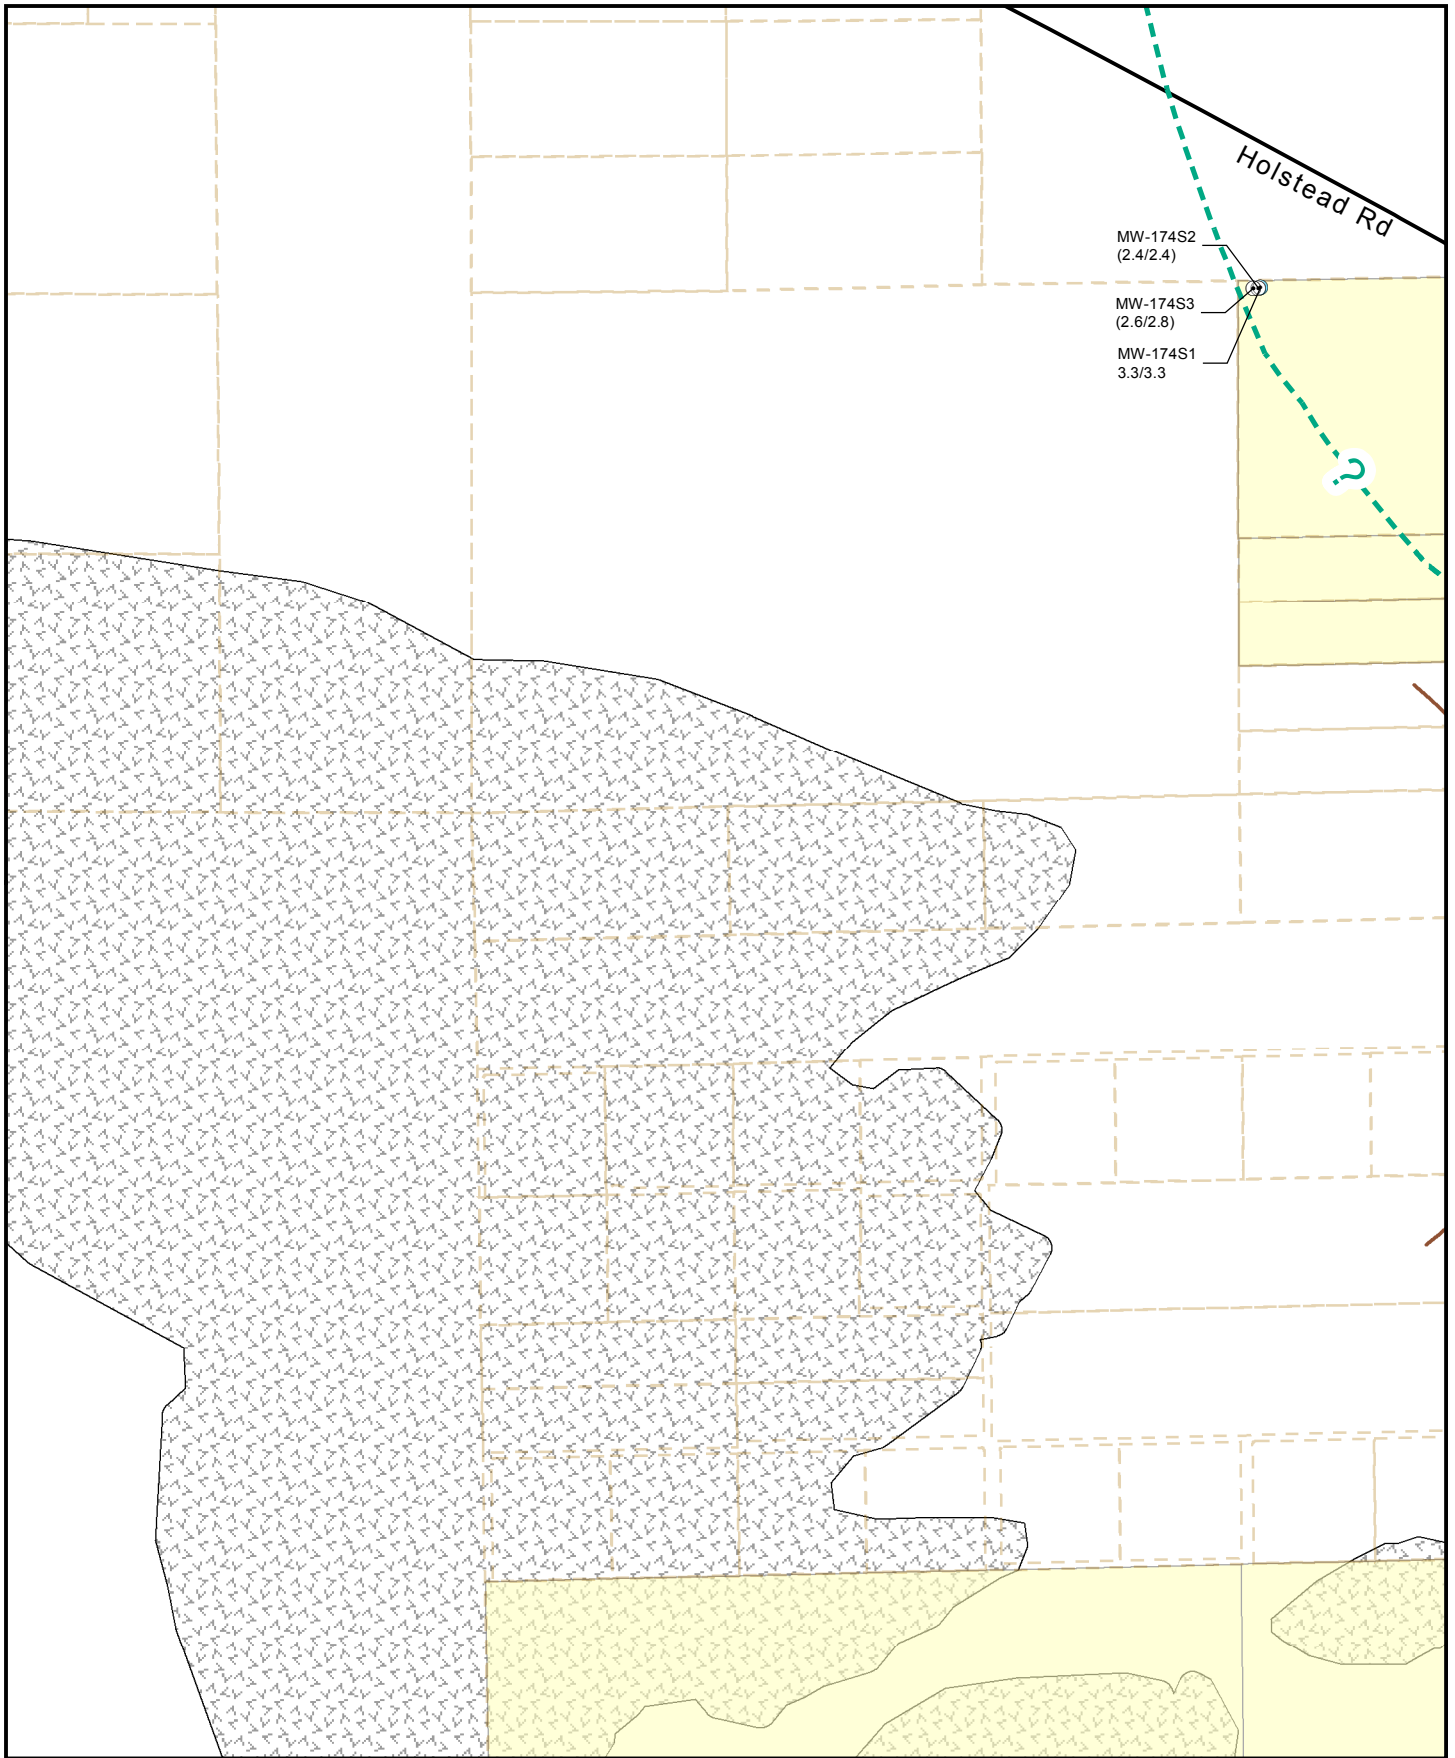 Holstead Rd
MW-174S2
(2.4/2.4)
MW-174S3
(2.6/2.8)
MW-174S1
3.3/3.3
?